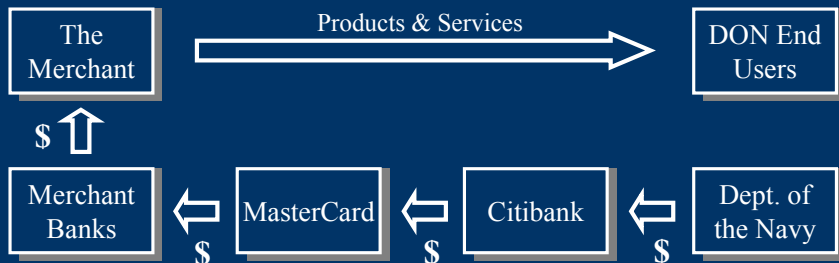 Products & Services
The
Merchant
DON End
Users
$
Merchant
Banks
MasterCard
Citibank
Dept. of
the Navy
$
$
$